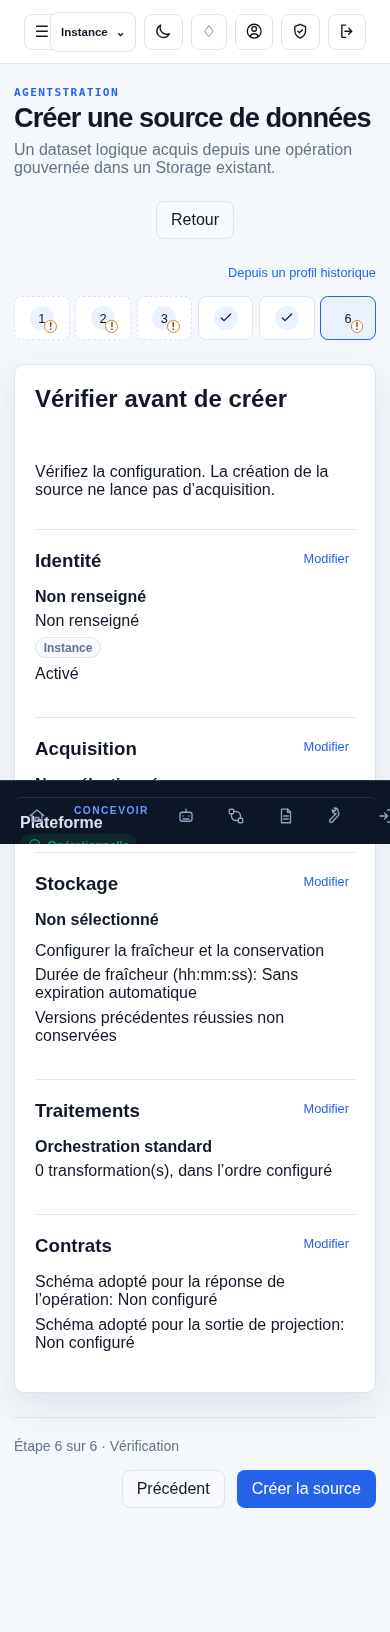 Instance
AGENTSTRATION
Créer une source de données
Un dataset logique acquis depuis une opération
gouvernée dans un Storage existant.
Retour
Depuis un profil historique
1 ! 2 ! 3 ! 6 !
Vérifier avant de créer
Vérifiez la configuration. La création de la
source ne lance pas d’acquisition.
Identité
Modifier
Non renseigné
Non renseigné
Instance
Activé
Acquisition
Modifier
CONCEVOIR
Plateforme
Opérationnelle
Stockage
Modifier
Non sélectionné
Configurer la fraîcheur et la conservation
Durée de fraîcheur (hh:mm:ss): Sans
expiration automatique
Versions précédentes réussies non
conservées
Traitements
Modifier
Orchestration standard
0 transformation(s), dans l’ordre configuré
Contrats
Modifier
Schéma adopté pour la réponse de
l’opération: Non configuré
Schéma adopté pour la sortie de projection:
Non configuré
Étape 6 sur 6 · Vérification
Précédent
Créer la source